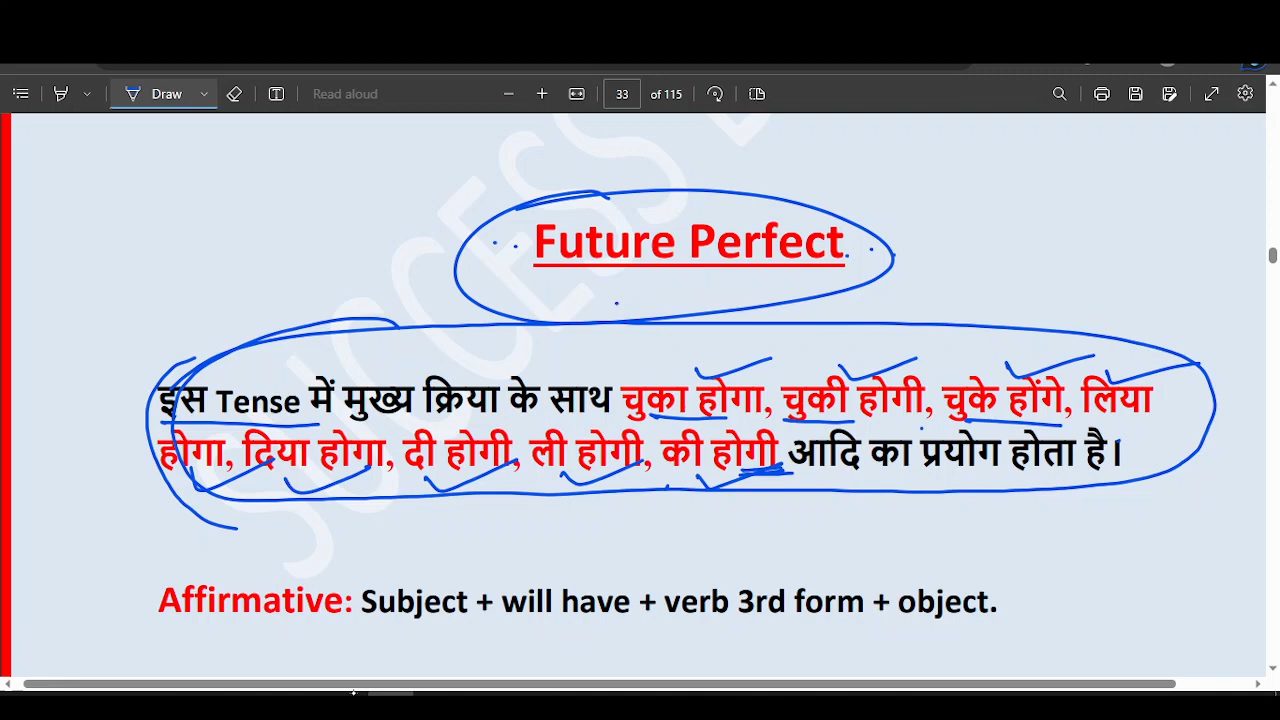 Draw
Read aloud
33 of 115
SUCCESS
Future Perfect
इस Tense में मुख्य क्रिया के साथ चुका होगा, चुकी होगी, चुके होंगे, लिया
होगा, दिया होगा, दी होगी, ली होगी, की होगी आदि का प्रयोग होता है।
Affirmative: Subject + will have + verb 3rd form + object.